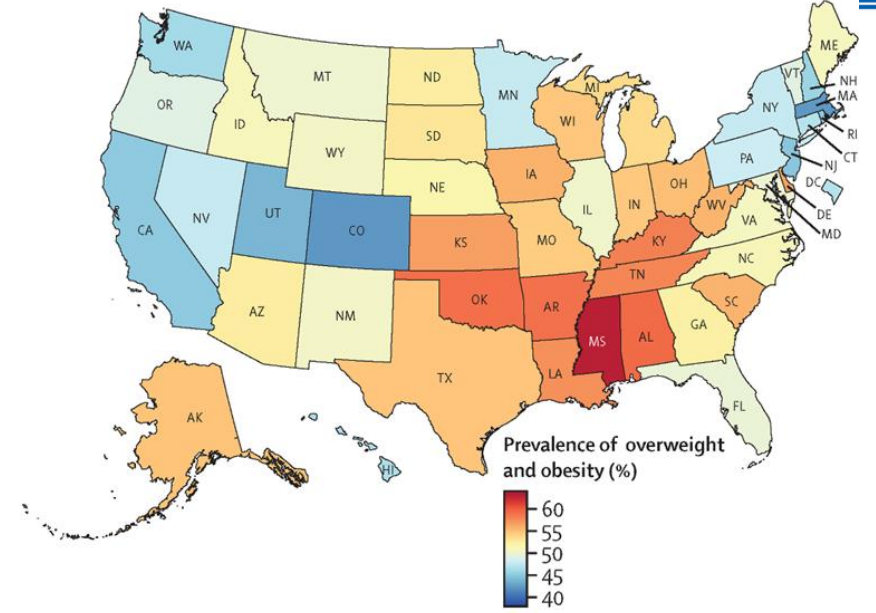 WA
MT
ND
MN
ME
VT
NH
MA
OR
ID
SD
WI
MI
NY
RI
CT
WY
NE
IA
PA
NJ
NV
UT
CO
IL
IN
OH
WV
DC
DE
MD
CA
KS
MO
KY
VA
NC
AZ
NM
OK
AR
TN
SC
TX
LA
MS
AL
GA
FL
AK
HI
Prevalence of overweight
and obesity (%)
60
55
50
45
40